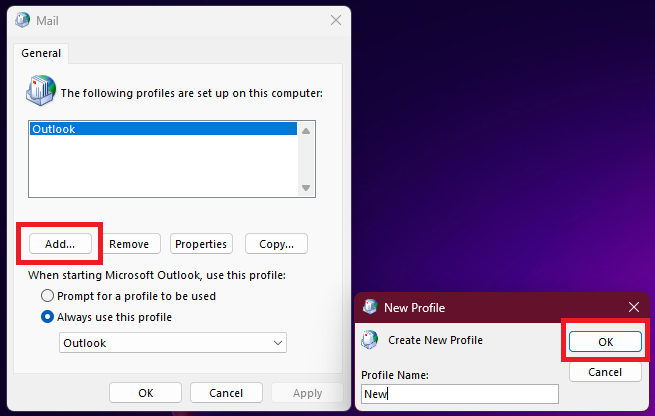 Mail
General
The following profiles are set up on this computer:
Outlook
Add...
Remove
Properties
Copy...
When starting Microsoft Outlook, use this profile:
Prompt for a profile to be used
Always use this profile
Outlook
OK
Cancel
Apply
New Profile
Create New Profile
OK
Cancel
Profile Name:
New